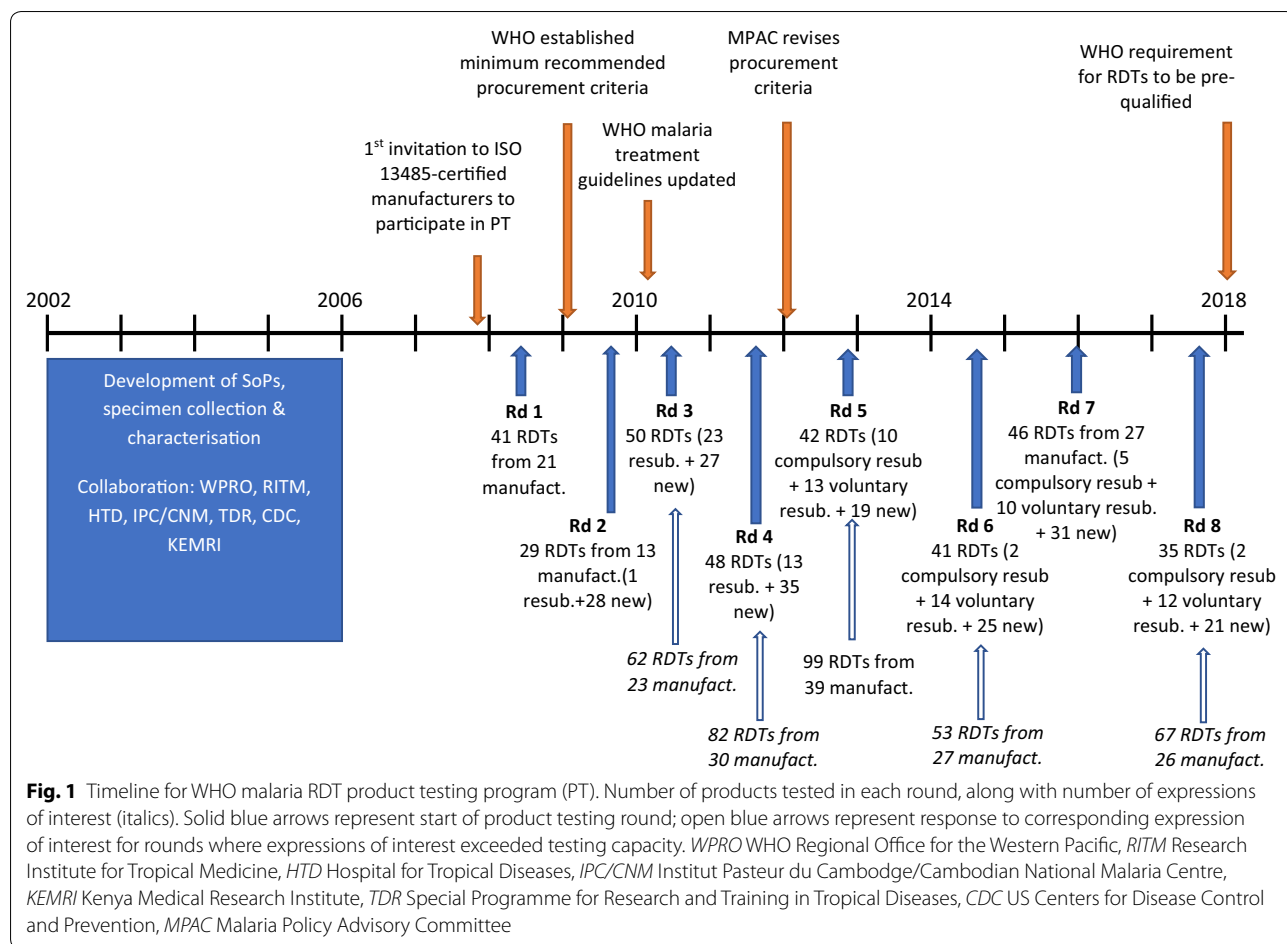 WHO established
minimum recommended
procurement criteria
MPAC revises
procurement
criteria
WHO requirement
for RDTs to be pre-
qualified
1st invitation to ISO
13485-certified
manufacturers to
participate in PT
WHO malaria
treatment
guidelines updated
2002
2006
2010
2014
2018
Development of SoPs,
specimen collection &
characterisation
Collaboration: WPRO, RITM,
HTD, IPC/CNM, TDR, CDC,
KEMRI
Rd 1
41 RDTs
from 21
manufact.
Rd 2
29 RDTs from 13
manufact.(1
resub.+28 new)
Rd 3
50 RDTs (23
resub. + 27
new)
62 RDTs from
23 manufact.
Rd 4
48 RDTs (13
resub. + 35
new)
82 RDTs from
30 manufact.
Rd 5
42 RDTs (10
compulsory resub
+ 13 voluntary
resub. + 19 new)
99 RDTs from
39 manufact.
Rd 6
41 RDTs (2
compulsory resub
+ 14 voluntary
resub. + 25 new)
53 RDTs from
27 manufact.
Rd 7
46 RDTs from 27
manufact. (5
compulsory resub +
10 voluntary resub.
+ 31 new)
Rd 8
35 RDTs (2
compulsory resub
+ 12 voluntary
resub. + 21 new)
67 RDTs from
26 manufact.
Fig. 1 Timeline for WHO malaria RDT product testing program (PT). Number of products tested in each round, along with number of expressions
of interest (italics). Solid blue arrows represent start of product testing round; open blue arrows represent response to corresponding expression
of interest for rounds where expressions of interest exceeded testing capacity. WPRO WHO Regional Office for the Western Pacific, RITM Research
Institute for Tropical Medicine, HTD Hospital for Tropical Diseases, IPC/CNM Institut Pasteur du Cambodge/Cambodian National Malaria Centre,
KEMRI Kenya Medical Research Institute, TDR Special Programme for Research and Training in Tropical Diseases, CDC US Centers for Disease Control
and Prevention, MPAC Malaria Policy Advisory Committee